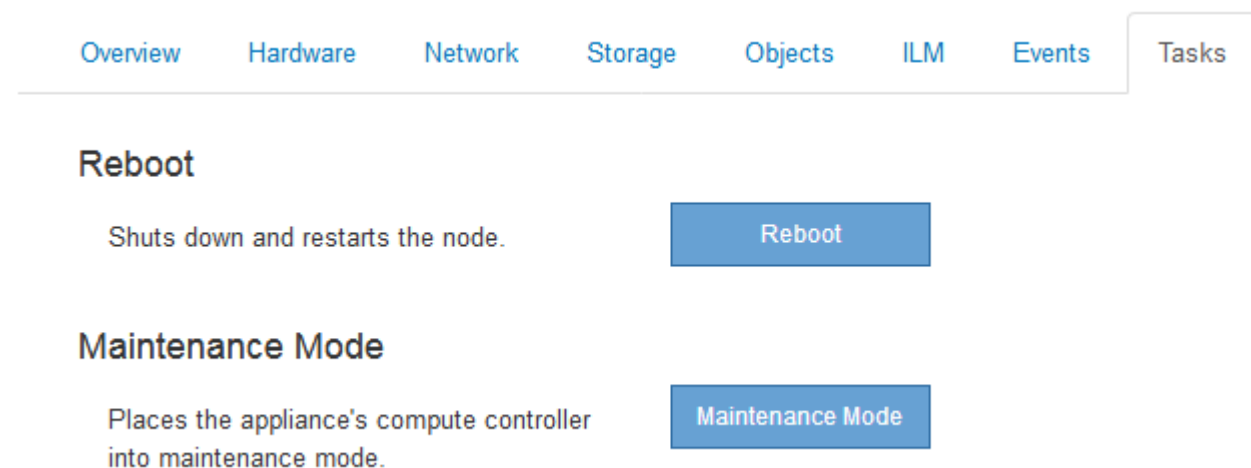 Overview Hardware Network Storage Objects ILM Events Tasks
Reboot
Shuts down and restarts the node. Reboot
Maintenance Mode
Places the appliance's compute controller Maintenance Mode
into maintenance mode.